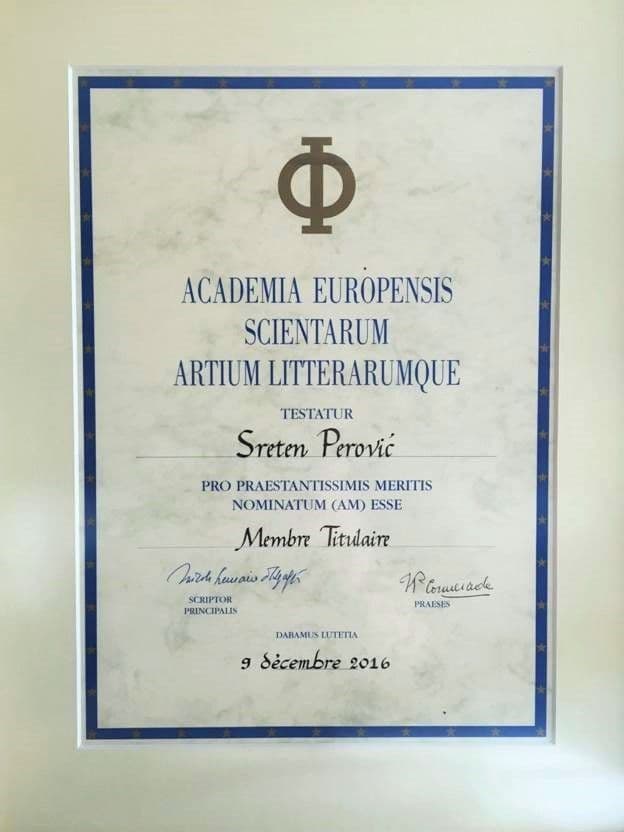 Φ
ACADEMIA EUROPENSIS
SCIENTARUM
ARTIUM LITTERARUMQUE
TESTATUR
Sreten Perović
PRO PRAESTANTISSIMIS MERITIS
NOMINATUM (AM) ESSE
Membre Titulaire
SCRIPTOR
PRINCIPALIS
PRAESES
DABAMUS LUTETIA
9 décembre 2016